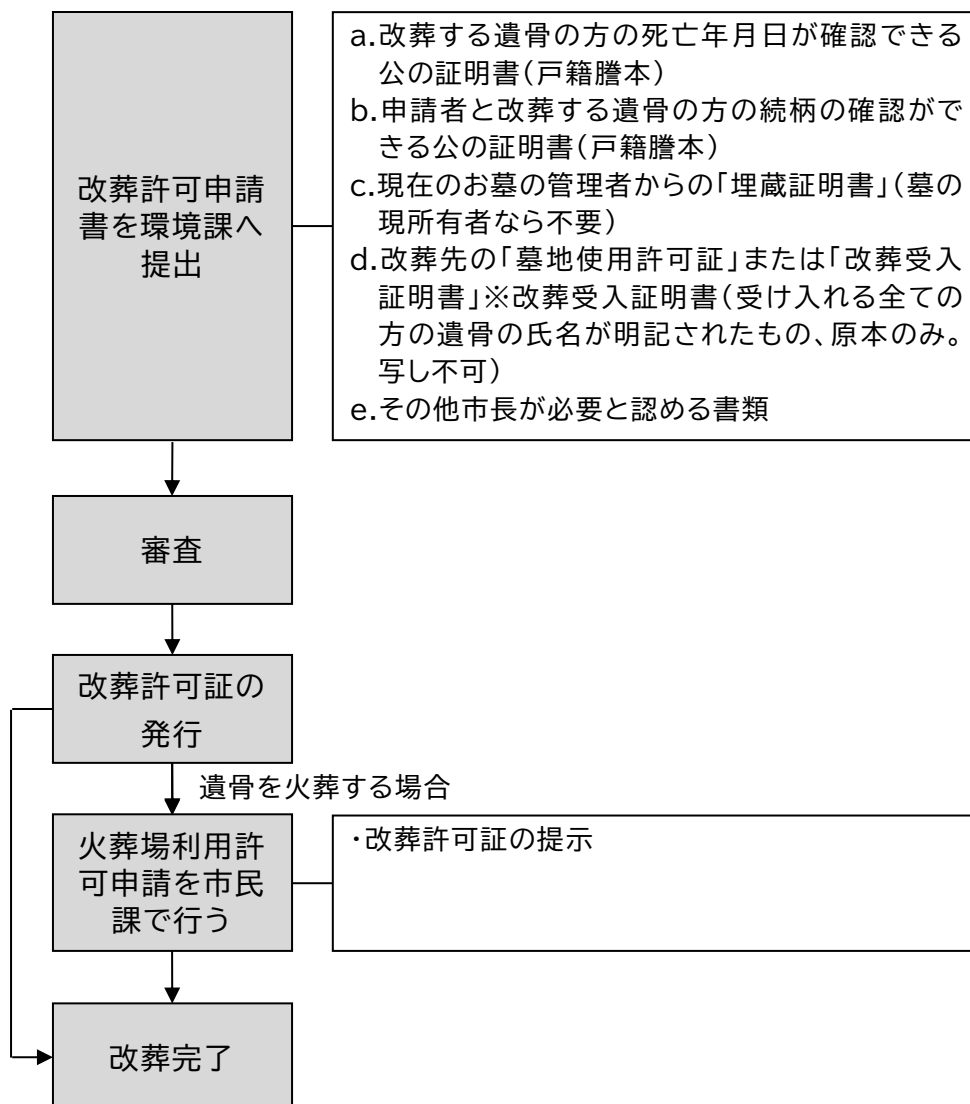 改葬許可申請
書を環境課へ
提出
a.改葬する遺骨の方の死亡年月日が確認できる
公の証明書(戸籍謄本)
b.申請者と改葬する遺骨の方の続柄の確認がで
きる公の証明書(戸籍謄本)
c.現在のお墓の管理者からの「埋蔵証明書」(墓の
現所有者なら不要)
d.改葬先の「墓地使用許可証」または「改葬受入
証明書」※改葬受入証明書(受け入れる全ての
方の遺骨の氏名が明記されたもの、原本のみ。
写し不可)
e.その他市長が必要と認める書類
審査
改葬許可証の
発行
遺骨を火葬する場合
火葬場利用許
可申請を市民
課で行う
・改葬許可証の提示
改葬完了